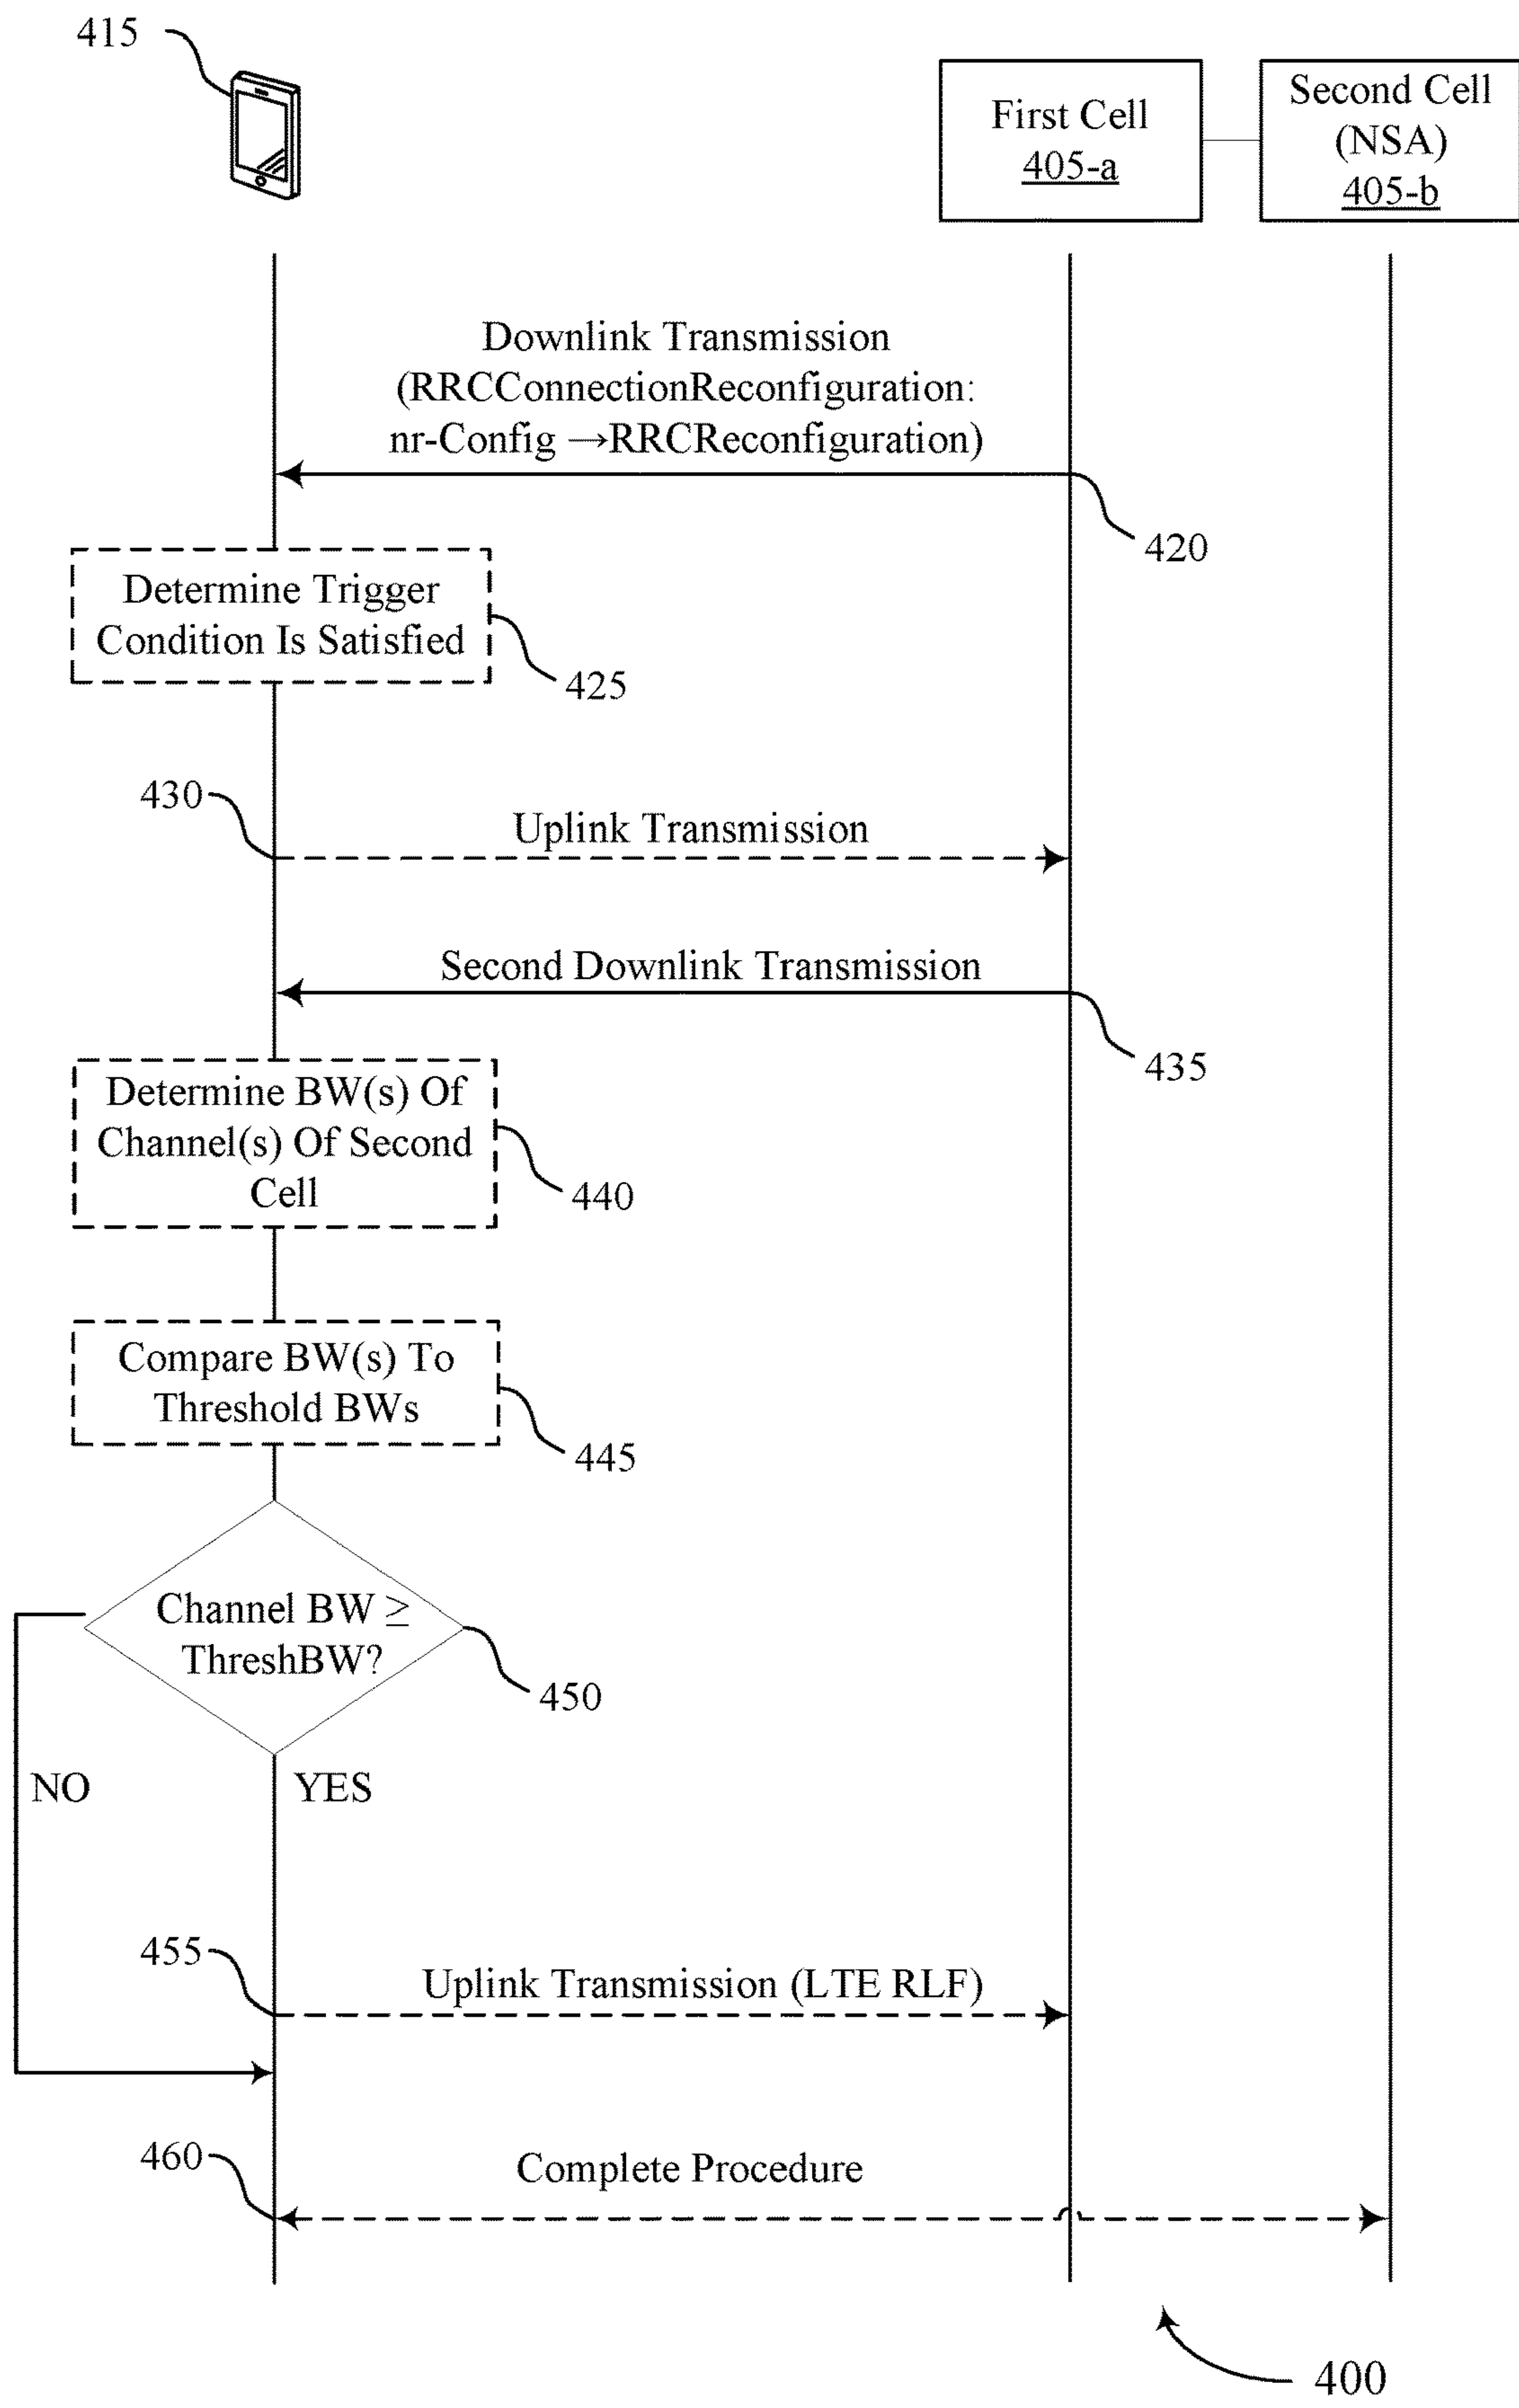 415
First Cell
405-a
Second Cell
(NSA)
405-b
Downlink Transmission
(RRCConnectionReconfiguration:
nr-Config →RRCReconfiguration)
420
Determine Trigger
Condition Is Satisfied
425
430
Uplink Transmission
Second Downlink Transmission
435
Determine BW(s) Of
Channel(s) Of Second
Cell
440
Compare BW(s) To
Threshold BWs
445
Channel BW ≥
ThreshBW?
450
NO
YES
455
Uplink Transmission (LTE RLF)
460
Complete Procedure
400